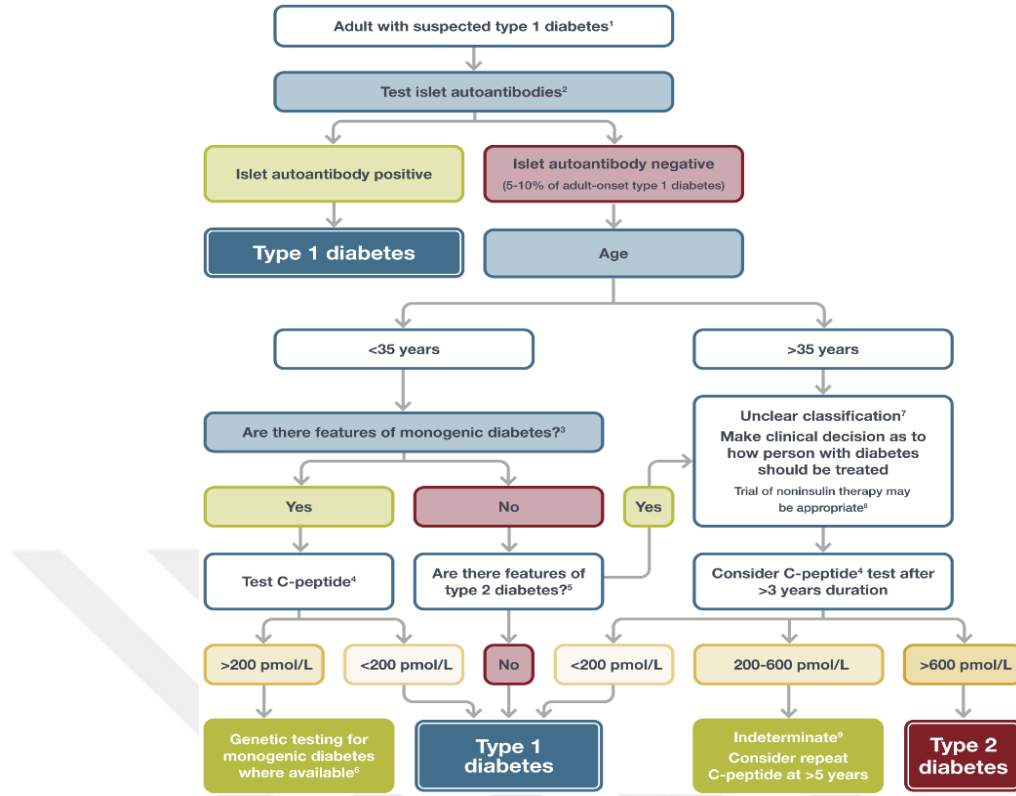 Adult with suspected type 1 diabetes¹
Test islet autoantibodies²
Islet autoantibody positive
Islet autoantibody negative
(5-10% of adult-onset type 1 diabetes)
Type 1 diabetes
Age
<35 years
>35 years
Are there features of monogenic diabetes?³
Unclear classification⁷
Make clinical decision as to
how person with diabetes
should be treated
Trial of noninsulin therapy may
be appropriate⁸
Yes
No
Yes
Test C-peptide⁴
Are there features of
type 2 diabetes?⁵
Consider C-peptide⁴ test after
>3 years duration
>200 pmol/L
<200 pmol/L
No
<200 pmol/L
200-600 pmol/L
>600 pmol/L
Genetic testing for
monogenic diabetes
where available⁶
Type 1
diabetes
Indeterminate⁹
Consider repeat
C-peptide at >5 years
Type 2
diabetes